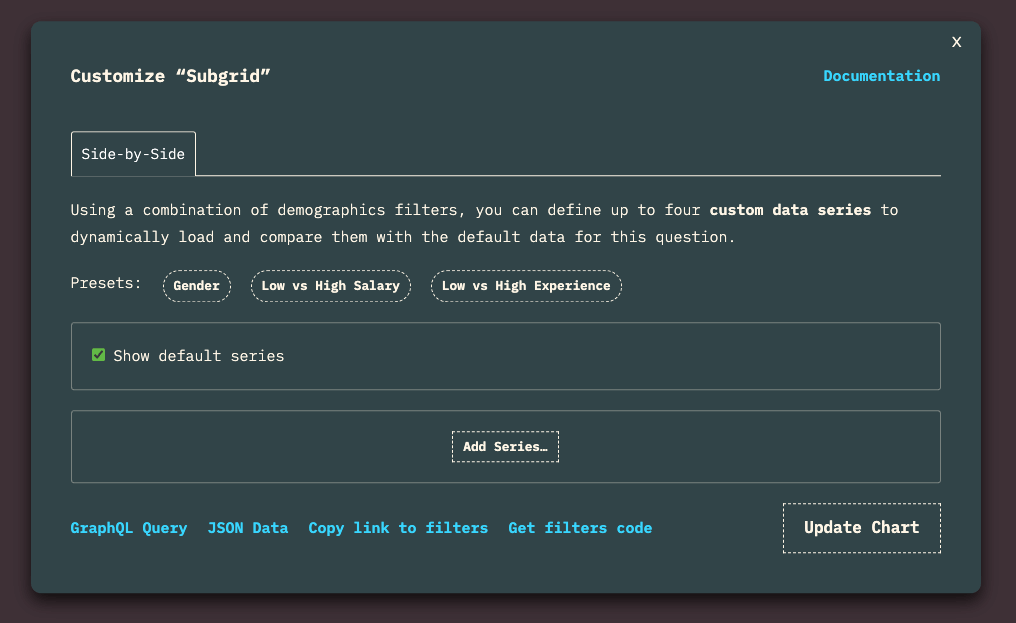 X
Customize “Subgrid”
Documentation
Side-by-Side
Using a combination of demographics filters, you can define up to four custom data series to
dynamically load and compare them with the default data for this question.
Presets: Gender Low vs High Salary Low vs High Experience
Show default series
Add Series…
GraphQL Query JSON Data Copy link to filters Get filters code
Update Chart